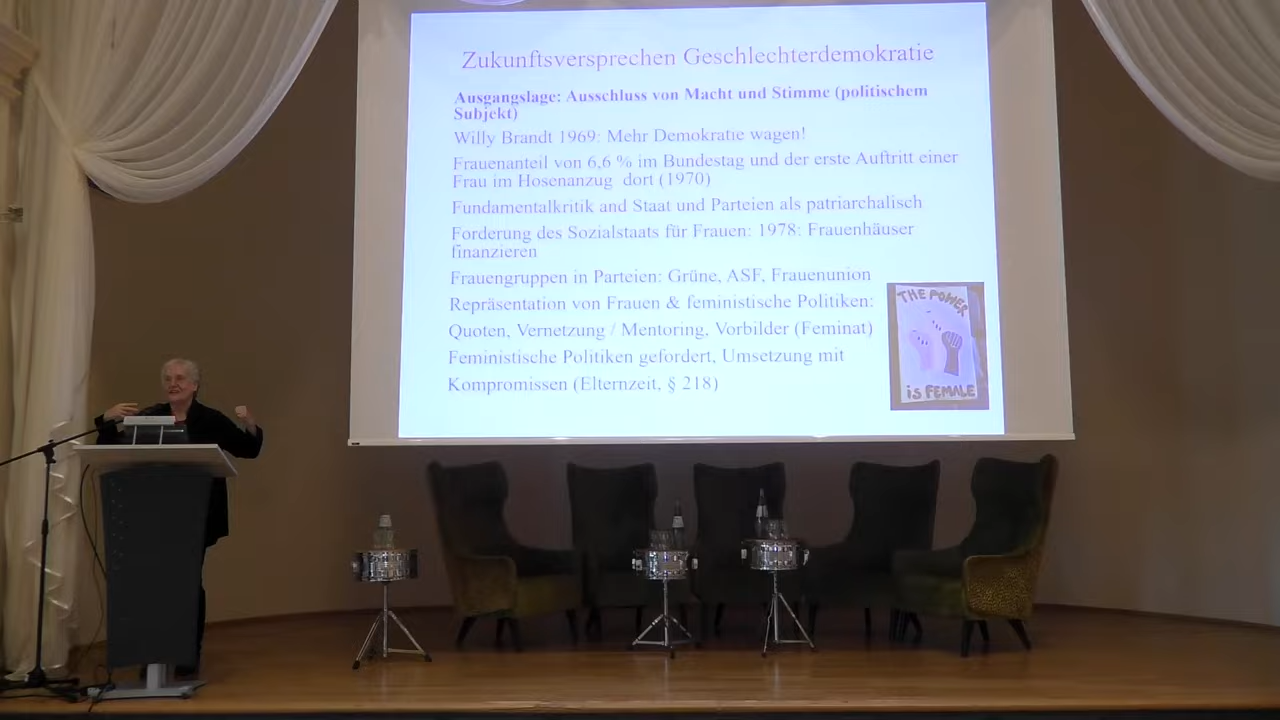 Zukunftsversprechen Geschlechterdemokratie
Ausgangslage: Ausschluss von Macht und Stimme (politischem
Subjekt)
Willy Brandt 1969: Mehr Demokratie wagen!
Frauenanteil von 6,6 % im Bundestag und der erste Auftritt einer
Frau im Hosenanzug dort (1970)
Fundamentalkritik and Staat und Parteien als patriarchalisch
Forderung des Sozialstaats für Frauen: 1978: Frauenhäuser
finanzieren
Frauengruppen in Parteien: Grüne, ASF, Frauenunion
Repräsentation von Frauen & feministische Politiken:
Quoten, Vernetzung / Mentoring, Vorbilder (Feminat)
Feministische Politiken gefordert, Umsetzung mit
Kompromissen (Elternzeit, § 218)
THE POWER
is FEMALE